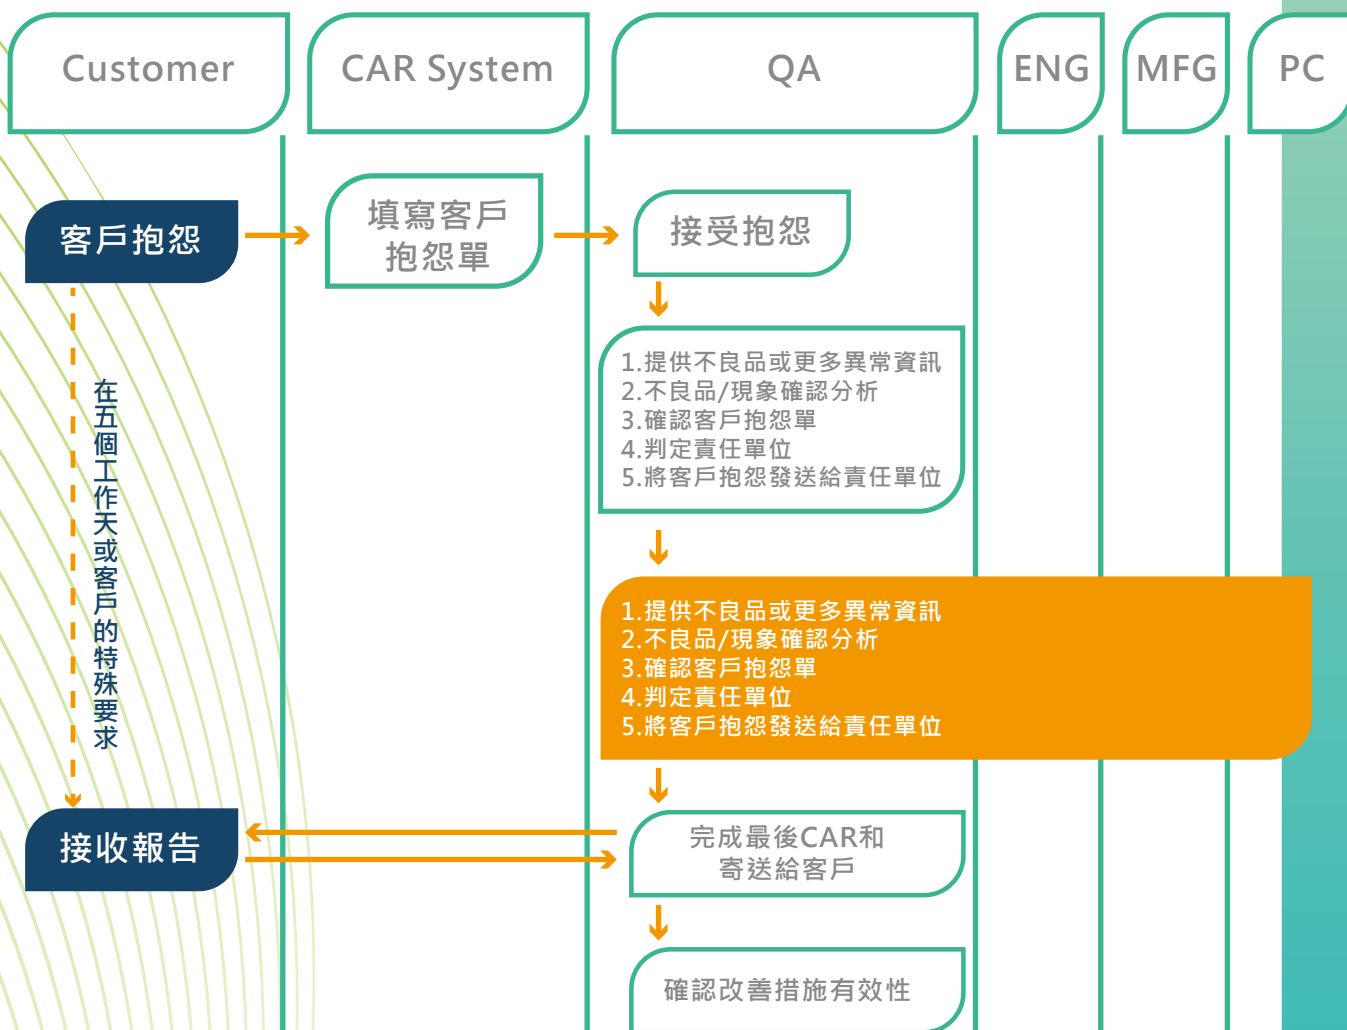 Customer
CAR System
QA
ENG
MFG
PC
客戶抱怨
填寫客戶
抱怨單
接受抱怨
1.提供不良品或更多異常資訊
2.不良品/現象確認分析
3.確認客戶抱怨單
4.判定責任單位
5.將客戶抱怨發送給責任單位
在五個工作天或客戶的特殊要求
1.提供不良品或更多異常資訊
2.不良品/現象確認分析
3.確認客戶抱怨單
4.判定責任單位
5.將客戶抱怨發送給責任單位
接收報告
完成最後CAR和
寄送給客戶
確認改善措施有效性